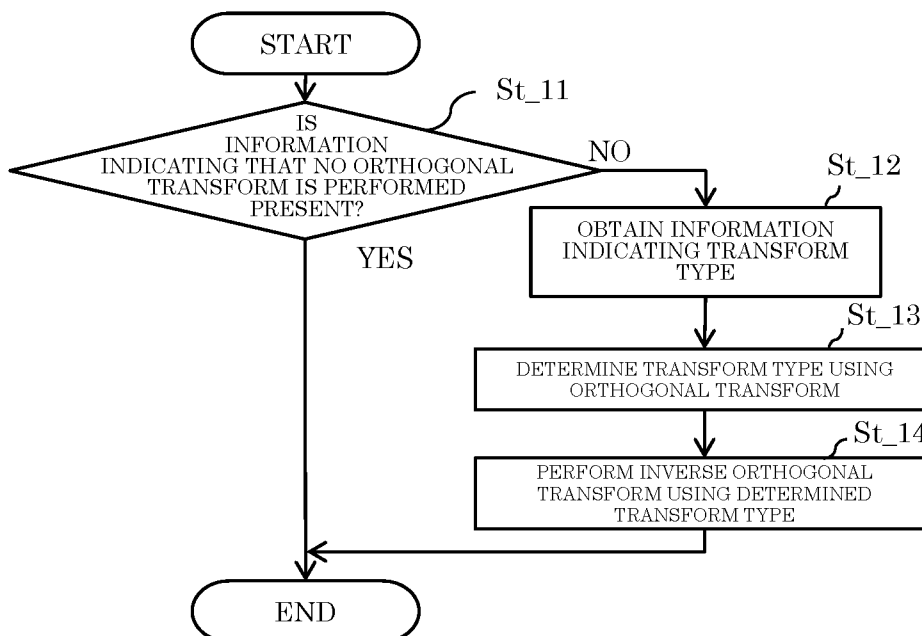 START
St_11
IS
INFORMATION
INDICATING THAT NO ORTHOGONAL
TRANSFORM IS PERFORMED
PRESENT?
NO
YES
St_12
OBTAIN INFORMATION
INDICATING TRANSFORM
TYPE
St_13
DETERMINE TRANSFORM TYPE USING
ORTHOGONAL TRANSFORM
St_14
PERFORM INVERSE ORTHOGONAL
TRANSFORM USING DETERMINED
TRANSFORM TYPE
END